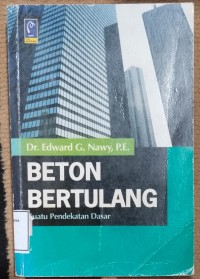 Dr. Edward G. Nawy, P.E.
BETON
BERTULANG
Suatu Pendekatan Dasar